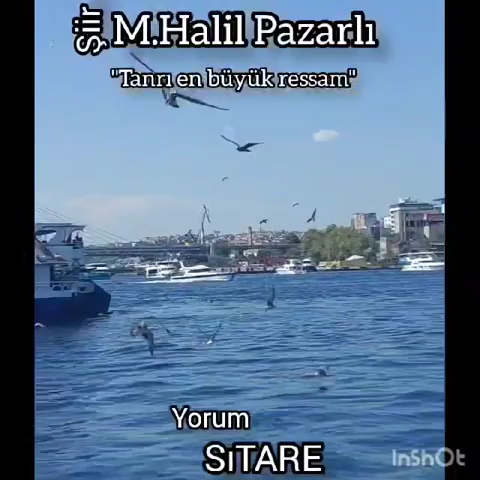 Şiir M.Halil Pazarlı
"Tanrı en büyük ressam"
Yorum
SıTARE
InShOt